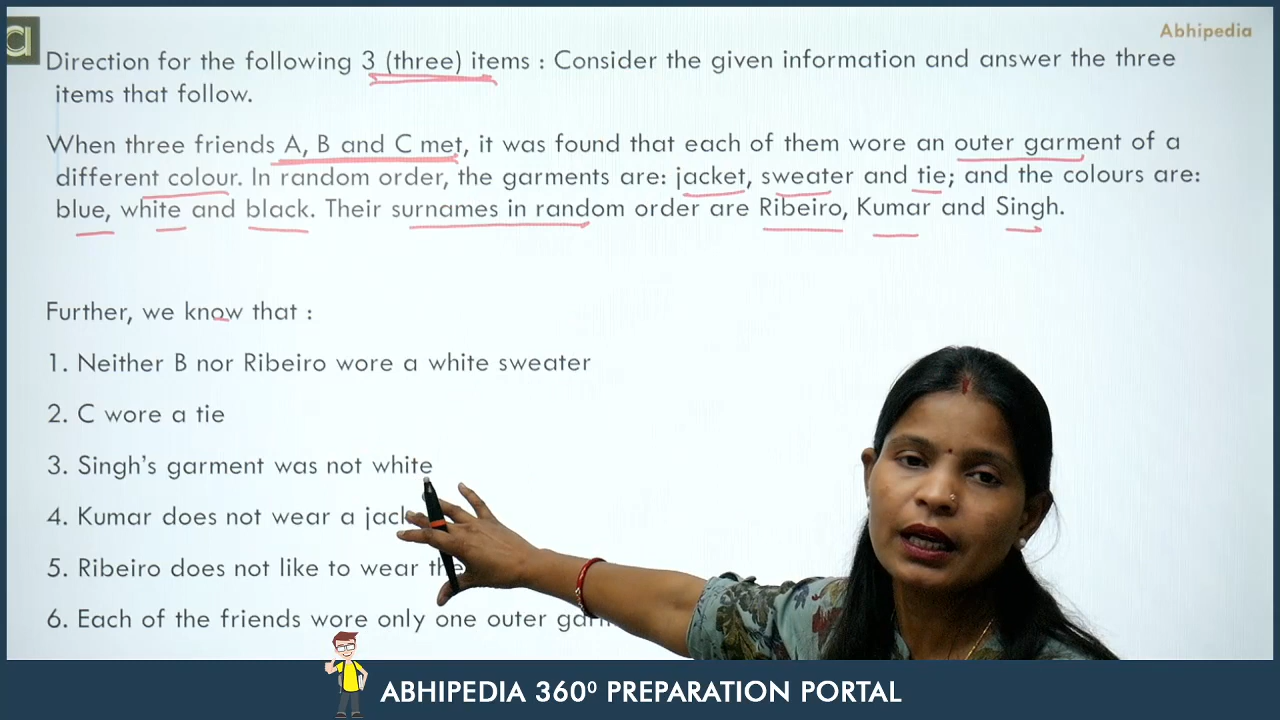 Abhipedia
a
Direction for the following 3 (three) items : Consider the given information and answer the three
items that follow.
When three friends A, B and C met, it was found that each of them wore an outer garment of a
different colour. In random order, the garments are: jacket, sweater and tie; and the colours are:
blue, white and black. Their surnames in random order are Ribeiro, Kumar and Singh.
Further, we know that :
1. Neither B nor Ribeiro wore a white sweater
2. C wore a tie
3. Singh's garment was not white
4. Kumar does not wear a
5. Ribeiro does not like to wear
6. Each of the friends wore only one outer
ABHIPEDIA 360⁰ PREPARATION PORTAL